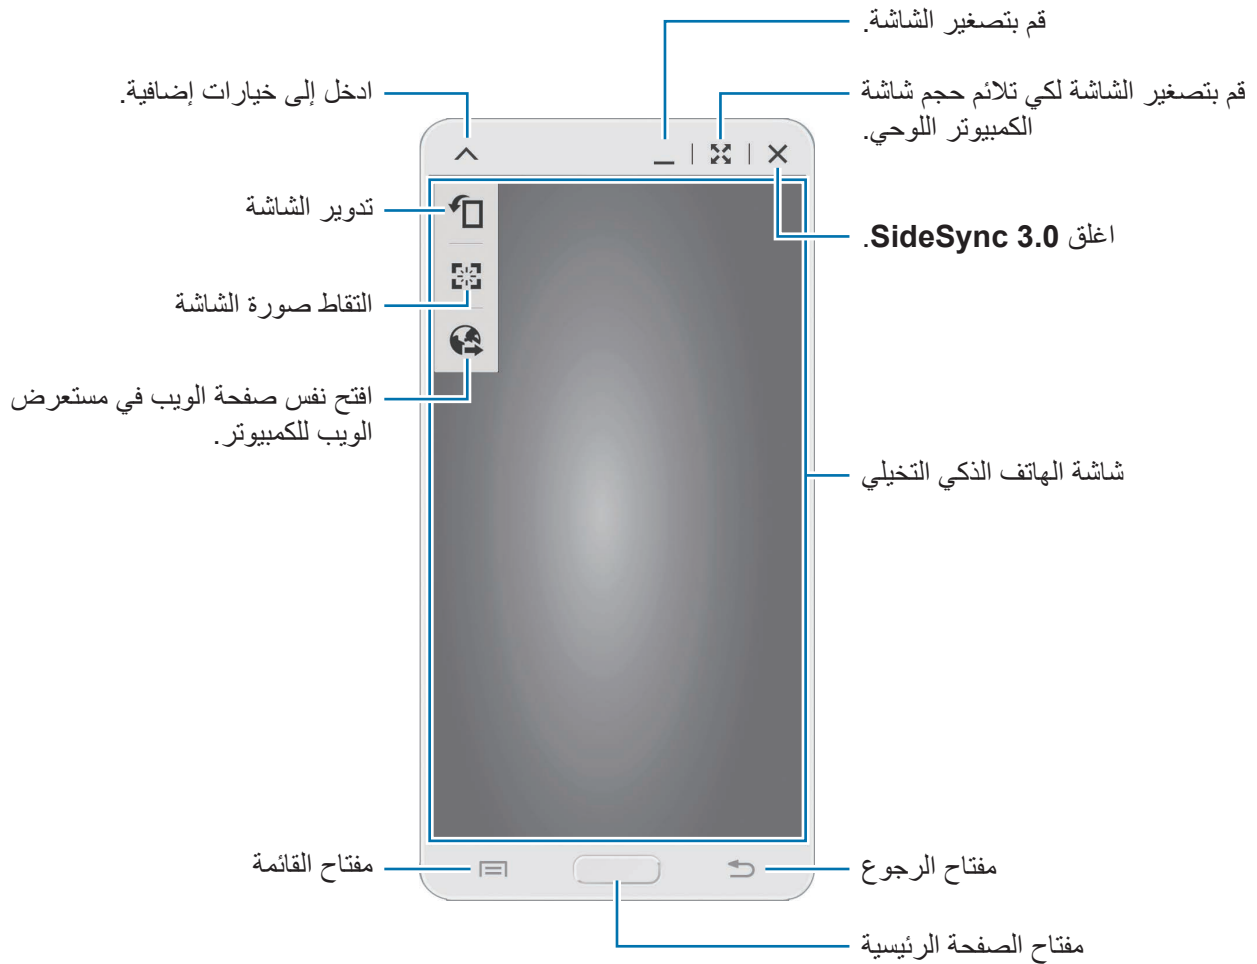 قم بتصغير الشاشة.
قم بتصغير الشاشة لكي تلائم حجم شاشة
الكمبيوتر اللوحي.
اغلق SideSync 3.0.
شاشة الهاتف الذكي التخيلي
مفتاح الرجوع
مفتاح الصفحة الرئيسية
ادخل إلى خيارات إضافية.
تدوير الشاشة
التقاط صورة الشاشة
افتح نفس صفحة الويب في مستعرض
الويب للكمبيوتر.
مفتاح القائمة